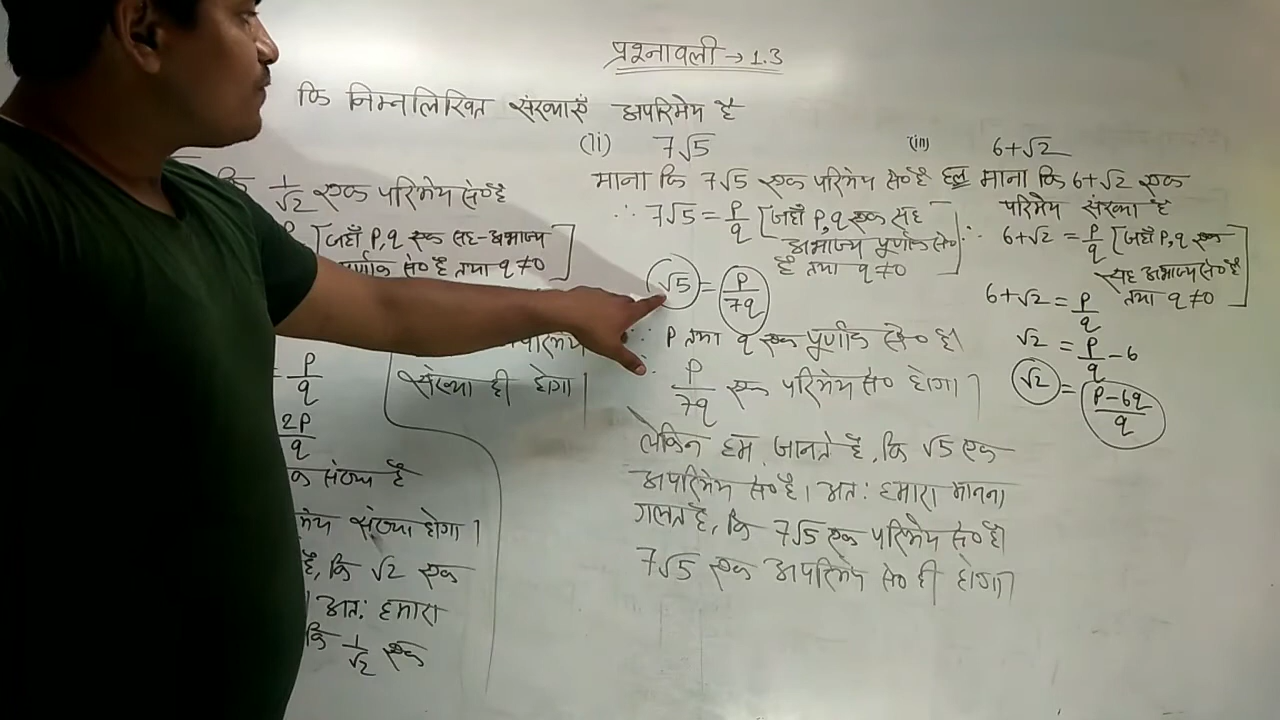 प्रश्नावली → 1.3
कि निम्नलिखित संख्याएँ अपरिमेय है
1/√2 एक परिमेय सं० है
[जहाँ P,q एक सह-अभाज्य
पूर्णांक सं० है तथा q ≠ 0]
= P/q
2P/q
संख्या है
संख्या होगा।
है, कि √2 एक
अतः हमारा
कि 1/√2 एक
संख्या ही होगा।
(ii) 7√5
माना कि 7√5 एक परिमेय सं० है
∴ 7√5 = P/q [जहाँ P,q एक सह
अभाज्य पूर्णांक सं०
है तथा q ≠ 0]
√5 = P/7q
∵ P तथा q एक पूर्णांक सं० है।
∴ P/7q एक परिमेय सं० होगा।
लेकिन हम जानते है, कि √5 एक
अपरिमेय सं० है। अतः हमारा मानना
गलत है, कि 7√5 एक परिमेय सं० है।
7√5 एक अपरिमेय सं० ही होगा।
(iii) 6+√2
हल माना कि 6+√2 एक
परिमेय संख्या है
∴ 6+√2 = P/q [जहाँ P,q एक
सह अभाज्य सं० है
तथा q ≠ 0]
6+√2 = P/q
√2 = P/q - 6
√2 = P-6q/q